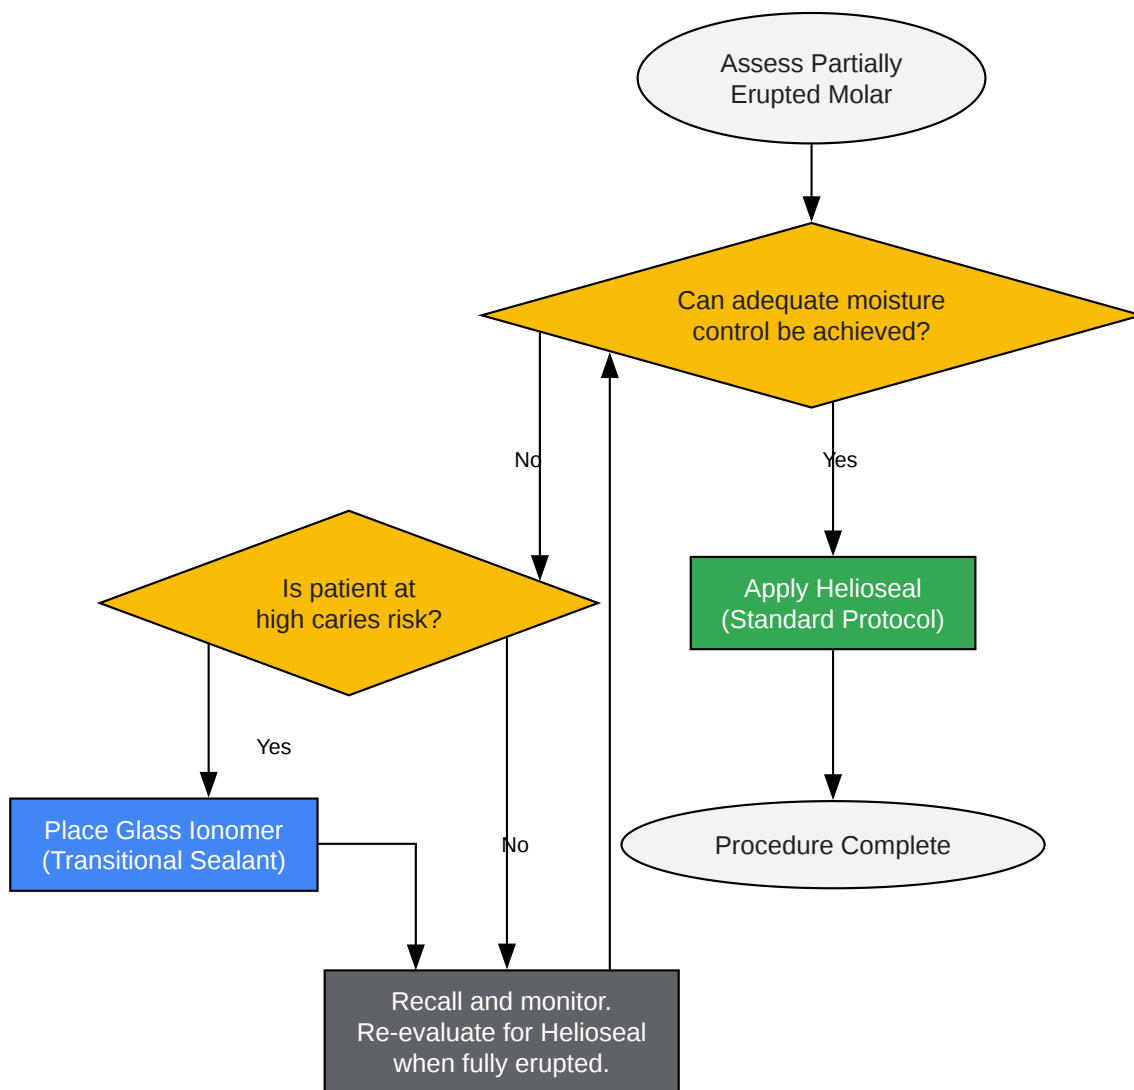 Assess Partially
Erupted Molar
Can adequate moisture
control be achieved?
No
Yes
Is patient at
high caries risk?
Apply Helioseal
(Standard Protocol)
Yes
Place Glass Ionomer
(Transitional Sealant)
No
Procedure Complete
Recall and monitor.
Re-evaluate for Helioseal
when fully erupted.